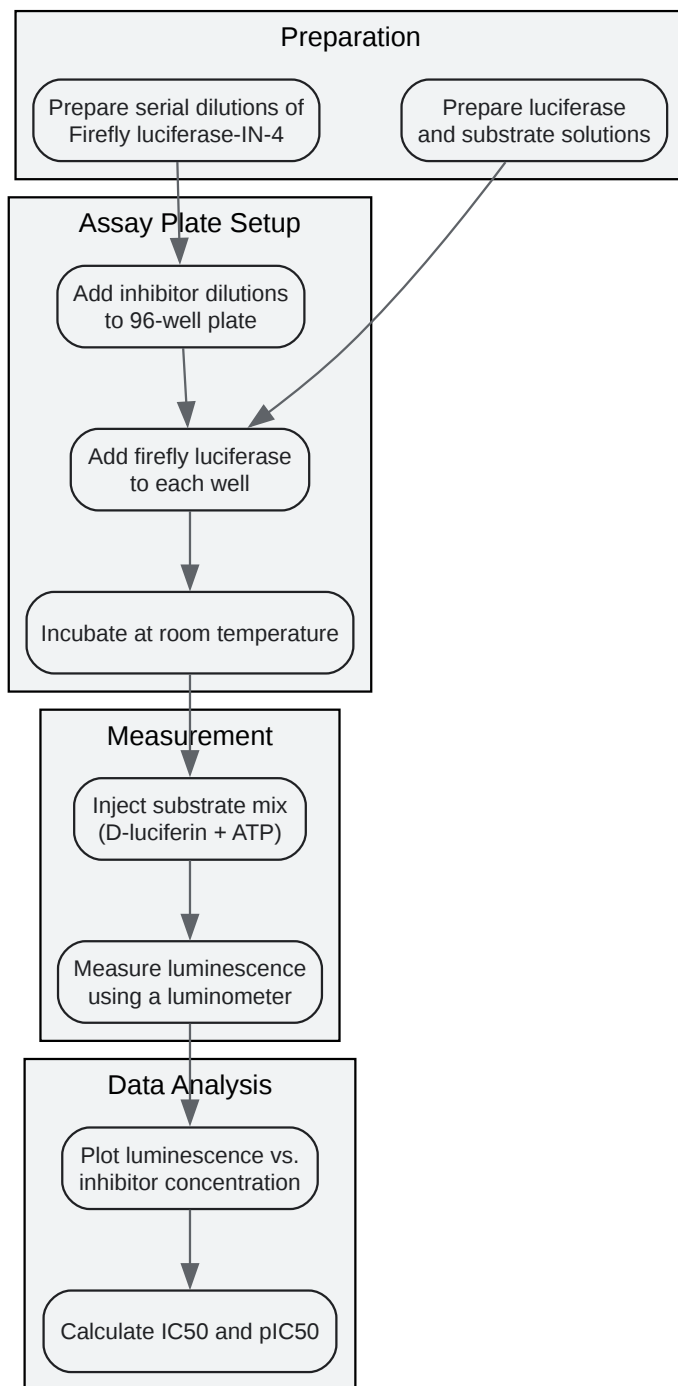 Preparation
Prepare serial dilutions of
Firefly luciferase-IN-4
Prepare luciferase
and substrate solutions
Assay Plate Setup
Add inhibitor dilutions
to 96-well plate
Add firefly luciferase
to each well
Incubate at room temperature
Measurement
Inject substrate mix
(D-luciferin + ATP)
Measure luminescence
using a luminometer
Data Analysis
Plot luminescence vs.
inhibitor concentration
Calculate IC50 and pIC50